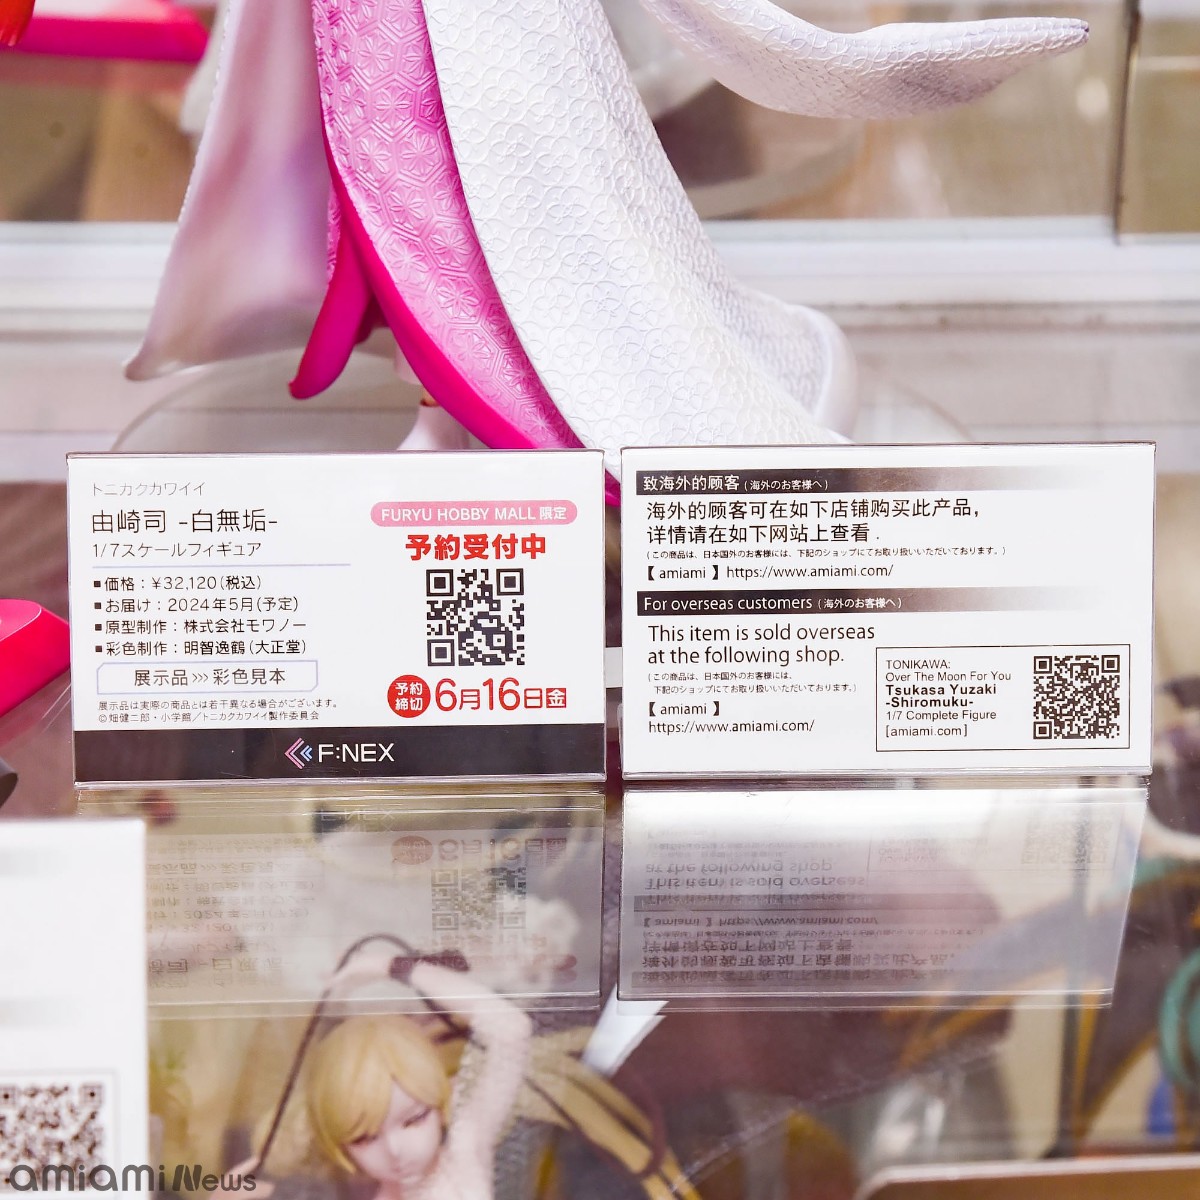 トニカクカワイイ
由崎司 -白無垢-
1/7スケールフィギュア
■価格：¥32,120(税込)
■お届け：2024年5月(予定)
■原型制作：株式会社モワノー
■彩色制作：明智逸鶴(大正堂)
展示品>>>彩色見本
展示品は実際の商品とは若干異なる場合がございます。
©畑健二郎・小学館／トニカクカワイイ製作委員会
FURYU HOBBY MALL 限定
予約受付中
予約締切 6月16日金
F:NEX
致海外的顾客 (海外のお客様へ)
海外的顾客可在如下店铺购买此产品，
详情请在如下网站上查看.
(この商品は、日本国外のお客様には、下記のショップにてお取り扱いいただいております。)
【 amiami 】https://www.amiami.com/
For overseas customers (海外のお客様へ)
This item is sold overseas
at the following shop.
(この商品は、日本国外のお客様には、
下記のショップにてお取り扱いいただいております。)
【 amiami 】
https://www.amiami.com/
TONIKAWA:
Over The Moon For You
Tsukasa Yuzaki
-Shiromuku-
1/7 Complete Figure
[amiami.com]
amiami News